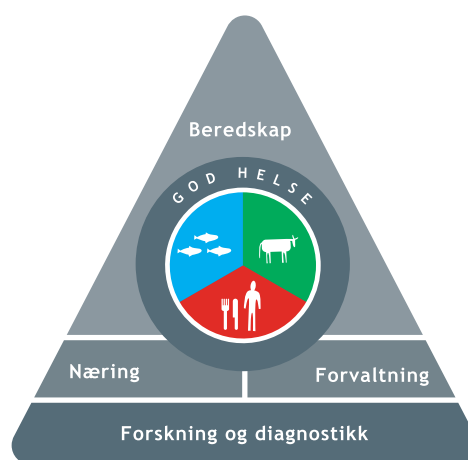 Beredskap
GOD HELSE
Næring
Forvaltning
Forskning og diagnostikk